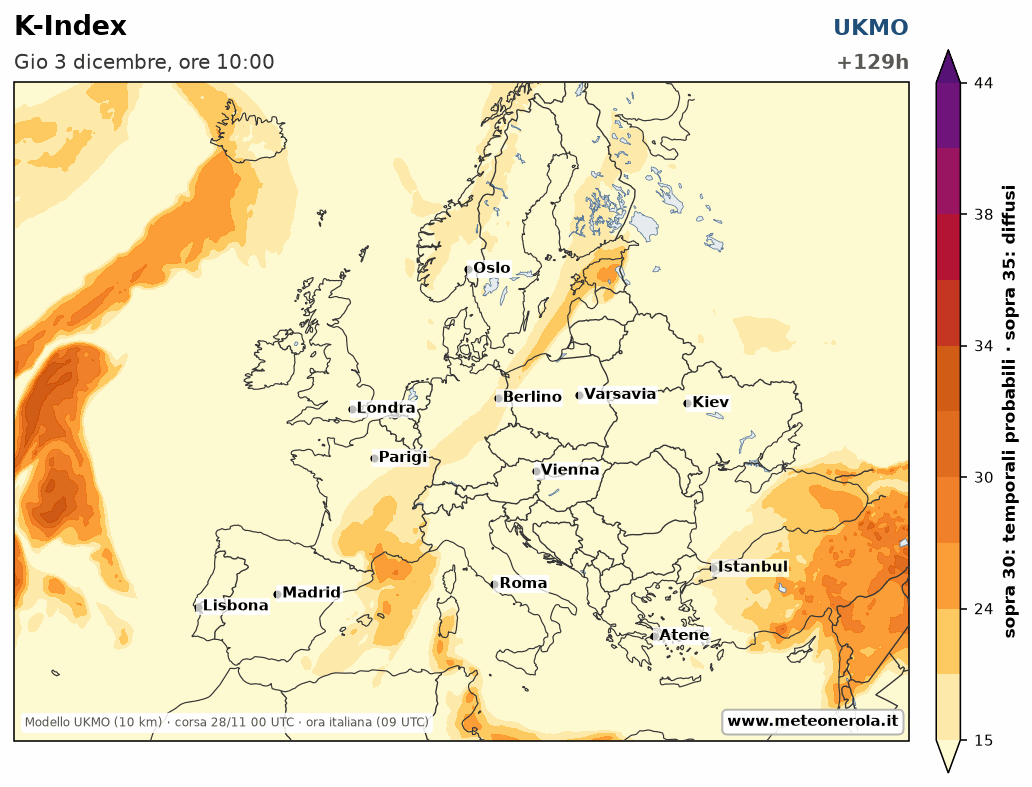 K-Index
UKMO
Gio 3 dicembre, ore 10:00
+129h
44
38
34
30
24
15
sopra 30: temporali probabili · sopra 35: diffusi
Oslo
Berlino
Varsavia
Kiev
Londra
Parigi
Vienna
Istanbul
Roma
Madrid
Lisbona
Atene
Modello UKMO (10 km) · corsa 28/11 00 UTC · ora italiana (09 UTC)
www.meteonerola.it